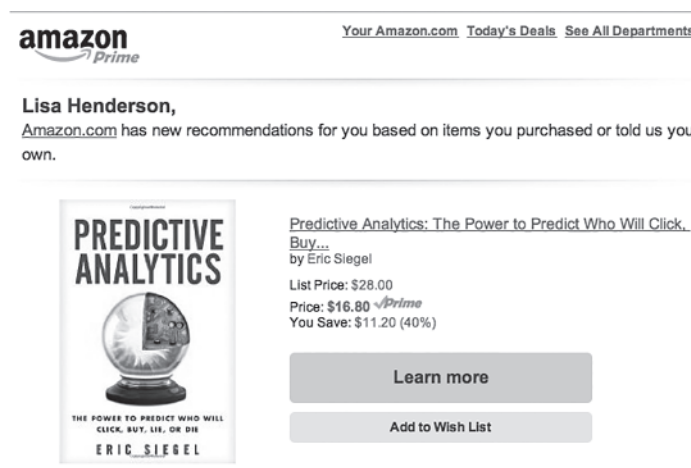 amazon
Prime
Your Amazon.com Today's Deals See All Departments
Lisa Henderson,
Amazon.com has new recommendations for you based on items you purchased or told us you
own.
PREDICTIVE
ANALYTICS
THE POWER TO PREDICT WHO WILL
CLICK, BUY, LIE, OR DIE
ERIC SIEGEL
Predictive Analytics: The Power to Predict Who Will Click,
Buy...
by Eric Siegel
List Price: $28.00
Price: $16.80 Prime
You Save: $11.20 (40%)
Learn more
Add to Wish List